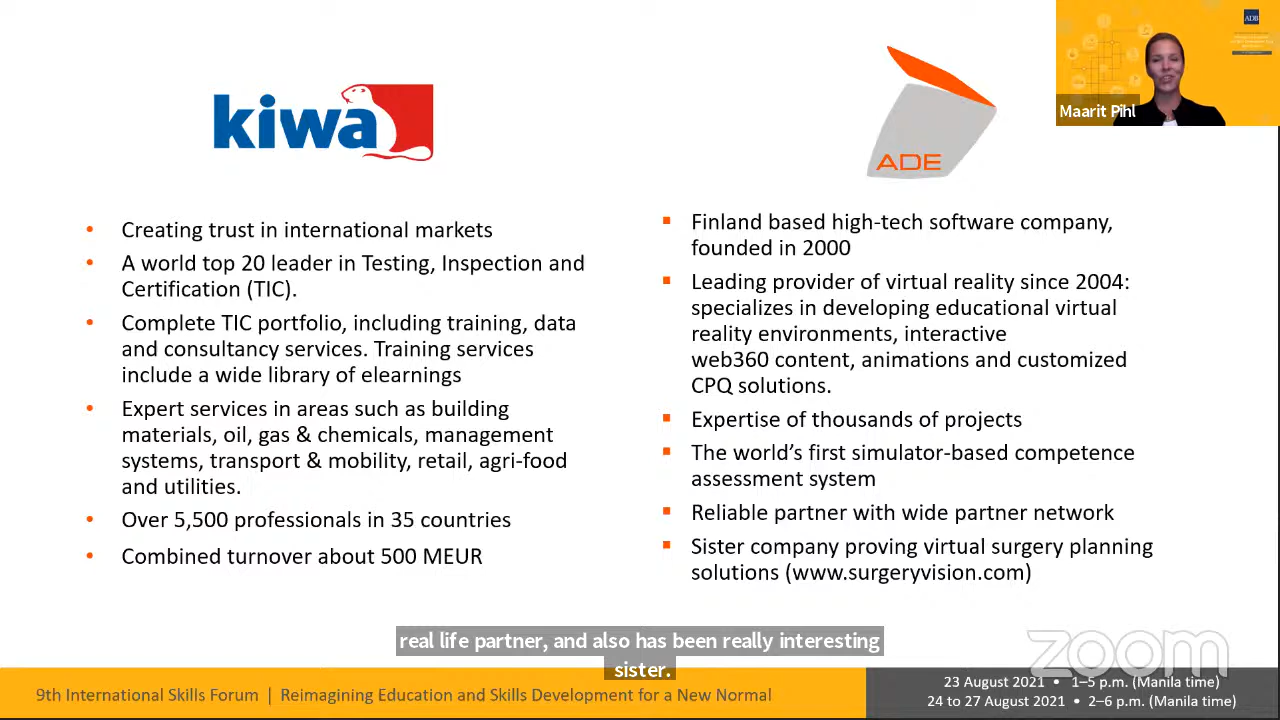 kiwa
ADE
ADB
Maarit Pihl
Creating trust in international markets
A world top 20 leader in Testing, Inspection and
Certification (TIC).
Complete TIC portfolio, including training, data
and consultancy services. Training services
include a wide library of elearnings
Expert services in areas such as building
materials, oil, gas & chemicals, management
systems, transport & mobility, retail, agri-food
and utilities.
Over 5,500 professionals in 35 countries
Combined turnover about 500 MEUR
Finland based high-tech software company,
founded in 2000
Leading provider of virtual reality since 2004:
specializes in developing educational virtual
reality environments, interactive
web360 content, animations and customized
CPQ solutions.
Expertise of thousands of projects
The world’s first simulator-based competence
assessment system
Reliable partner with wide partner network
Sister company proving virtual surgery planning
solutions (www.surgeryvision.com)
real life partner, and also has been really interesting
sister.
zoom
9th International Skills Forum | Reimagining Education and Skills Development for a New Normal
23 August 2021 • 1–5 p.m. (Manila time)
24 to 27 August 2021 • 2–6 p.m. (Manila time)